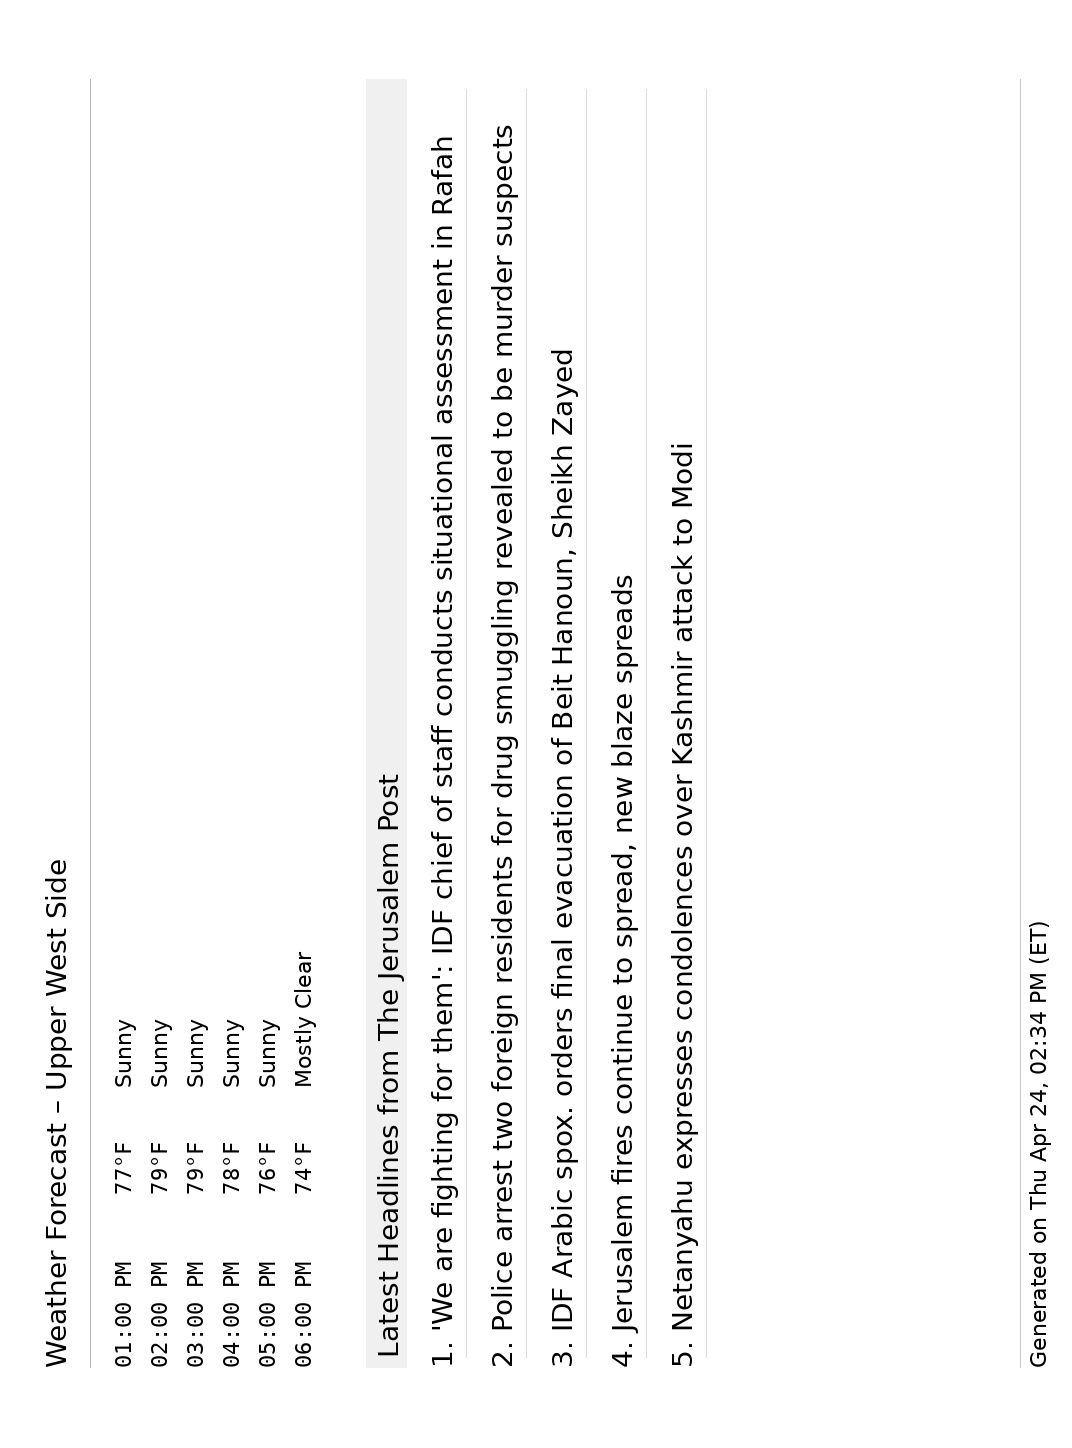 Weather Forecast – Upper West Side
01:00 PM 77°F Sunny
02:00 PM 79°F Sunny
03:00 PM 79°F Sunny
04:00 PM 78°F Sunny
05:00 PM 76°F Sunny
06:00 PM 74°F Mostly Clear
Latest Headlines from The Jerusalem Post
1. 'We are fighting for them': IDF chief of staff conducts situational assessment in Rafah
2. Police arrest two foreign residents for drug smuggling revealed to be murder suspects
3. IDF Arabic spox. orders final evacuation of Beit Hanoun, Sheikh Zayed
4. Jerusalem fires continue to spread, new blaze spreads
5. Netanyahu expresses condolences over Kashmir attack to Modi
Generated on Thu Apr 24, 02:34 PM (ET)